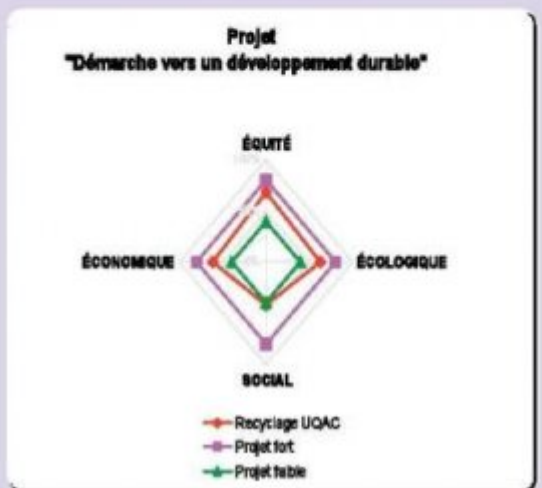 Projet
"Démarche vers un développement durable"
ÉQUITÉ
ÉCONOMIQUE
ÉCOLOGIQUE
SOCIAL
Recyclage UQAC
Projet fort
Projet faible